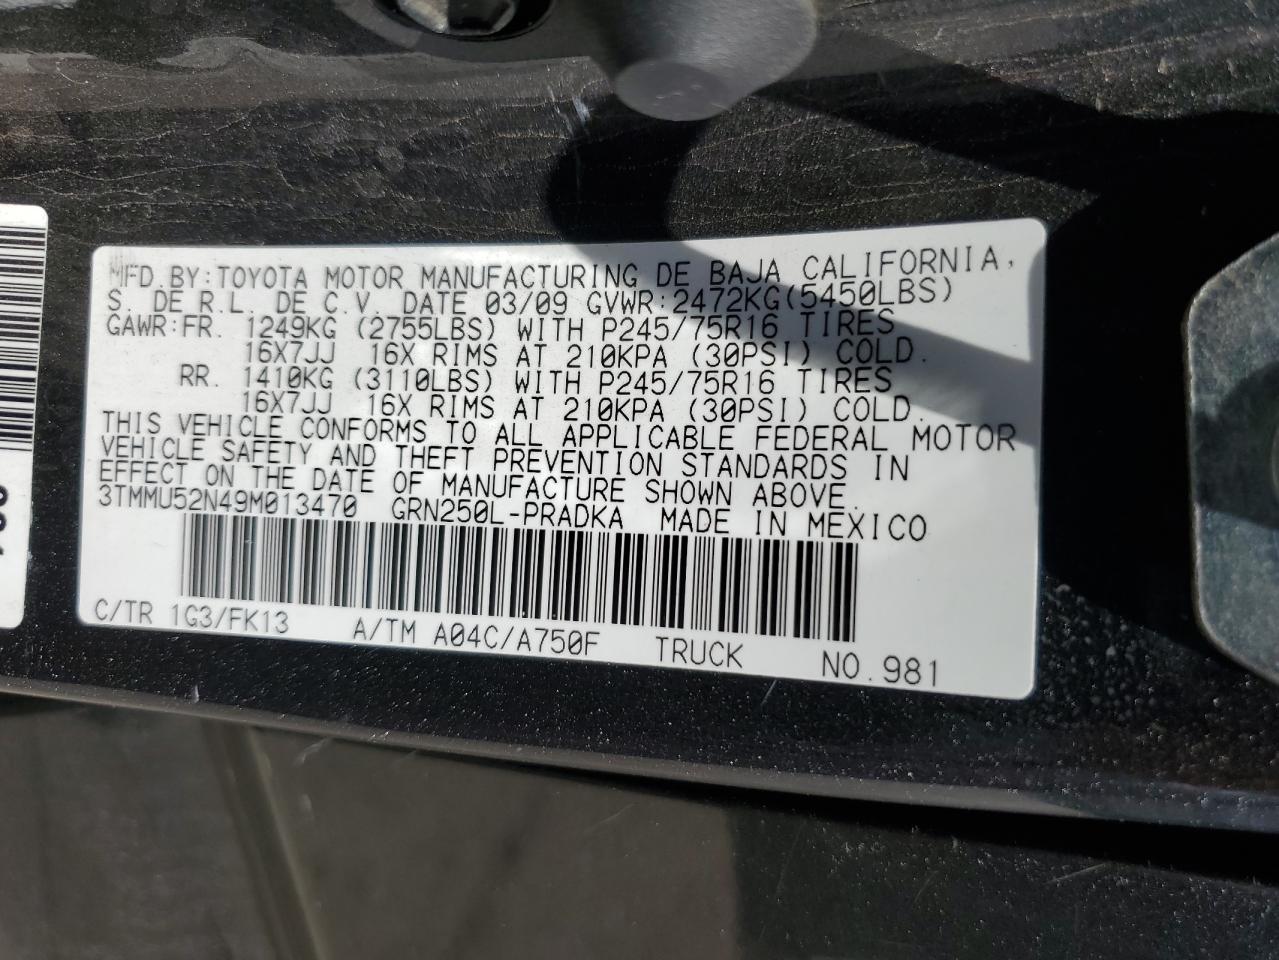 MFD.BY:TOYOTA MOTOR MANUFACTURING DE BAJA CALIFORNIA,
S. DE R.L. DE C.V. DATE 03/09 GVWR:2472KG(5450LBS)
GAWR:FR. 1249KG (2755LBS) WITH P245/75R16 TIRES
16X7JJ 16X RIMS AT 210KPA (30PSI) COLD.
RR. 1410KG (3110LBS) WITH P245/75R16 TIRES
16X7JJ 16X RIMS AT 210KPA (30PSI) COLD.
THIS VEHICLE CONFORMS TO ALL APPLICABLE FEDERAL MOTOR
VEHICLE SAFETY AND THEFT PREVENTION STANDARDS IN
EFFECT ON THE DATE OF MANUFACTURE SHOWN ABOVE.
3TMMU52N49M013470 GRN250L-PRADKA MADE IN MEXICO
C/TR 1G3/FK13 A/TM A04C/A750F TRUCK NO.981